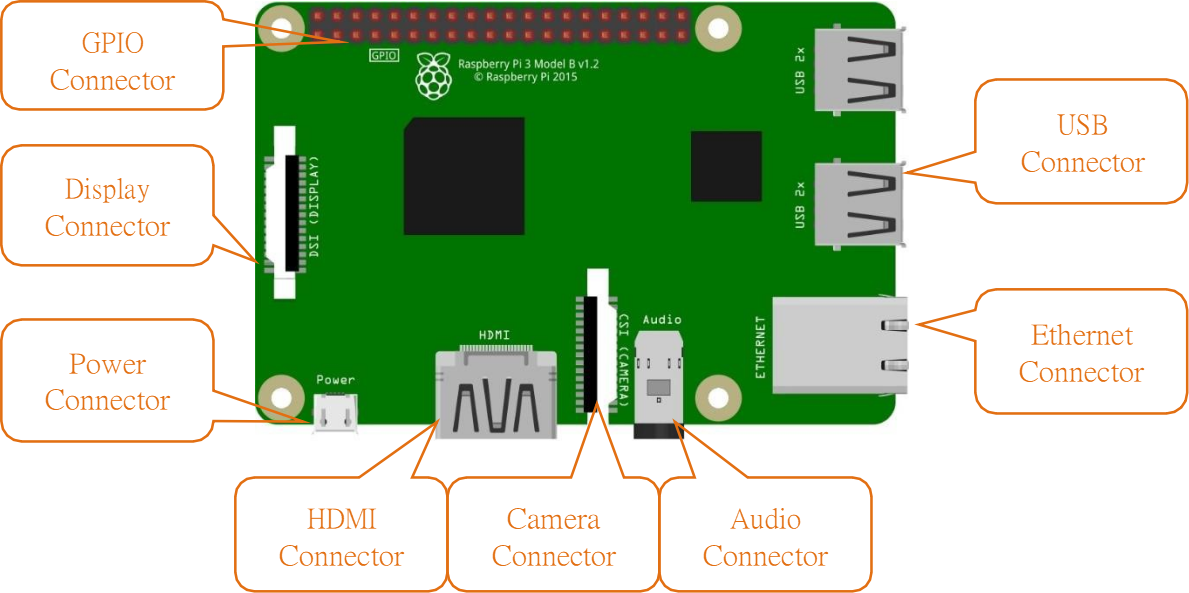 GPIO
Connector
GPIO
Raspberry Pi 3 Model B v1.2
© Raspberry Pi 2015
USB 2x
USB
Connector
Display
Connector
DSI (DISPLAY)
USB 2x
Power
Connector
Power
HDMI
CSI (CAMERA)
Audio
ETHERNET
Ethernet
Connector
HDMI
Connector
Camera
Connector
Audio
Connector